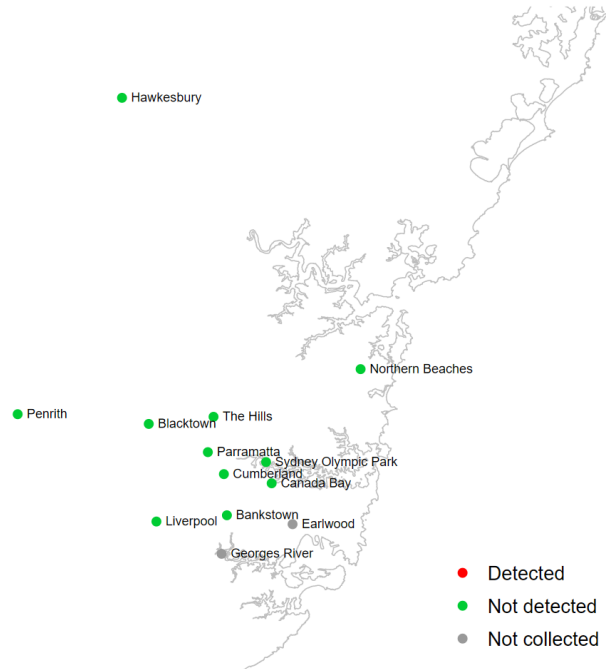 Hawkesbury
Northern Beaches
Penrith
The Hills
Blacktown
Parramatta
Sydney Olympic Park
Cumberland
Canada Bay
Bankstown
Liverpool
Earlwood
Georges River
Detected
Not detected
Not collected